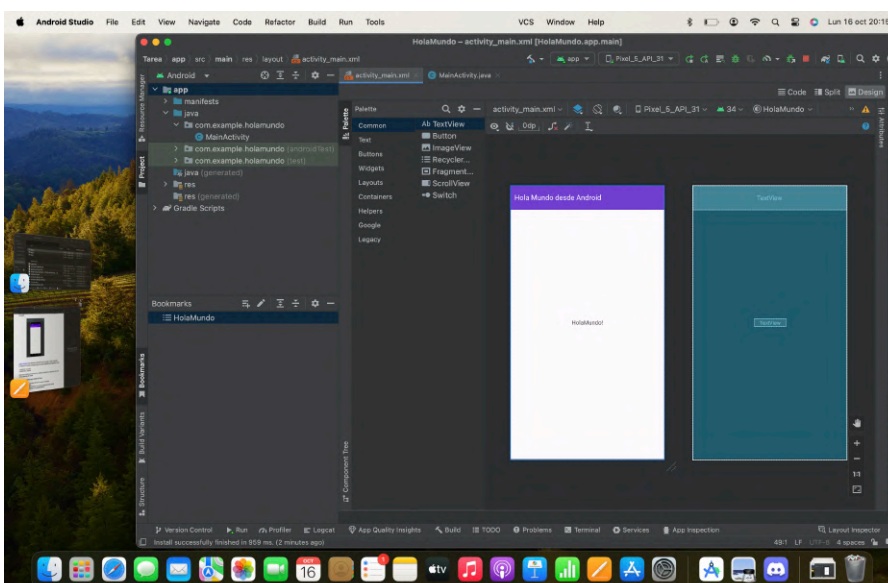 Android Studio File Edit View Navigate Code Refactor Build Run Tools VCS Window Help Lun 16 oct 20:15
HolaMundo – activity_main.xml [HolaMundo.app.main]
Tarea app src main res layout activity_main.xml app Pixel_5_API_31
Android activity_main.xml MainActivity.java
Code Split Design
app
manifests
java
com.example.holamundo
MainActivity
com.example.holamundo (androidTest)
com.example.holamundo (test)
java (generated)
res
res (generated)
Gradle Scripts
Resource Manager
Project
Bookmarks
HolaMundo
Bookmarks
Build Variants
Structure
Palette
Palette
activity_main.xml Pixel_5_API_31 34 HolaMundo
0dp
Common
Text
Buttons
Widgets
Layouts
Containers
Helpers
Google
Legacy
Ab TextView
Button
ImageView
Recycler...
Fragment...
ScrollView
Switch
Component Tree
Hola Mundo desde Android
HolaMundo!
TextView
TextView
Attributes
1:1
Version Control Run Profiler Logcat App Quality Insights Build TODO Problems Terminal Services App Inspection Layout Inspector
Install successfully finished in 959 ms. (2 minutes ago) 49:1 LF UTF-8 4 spaces
OCT
16
tv